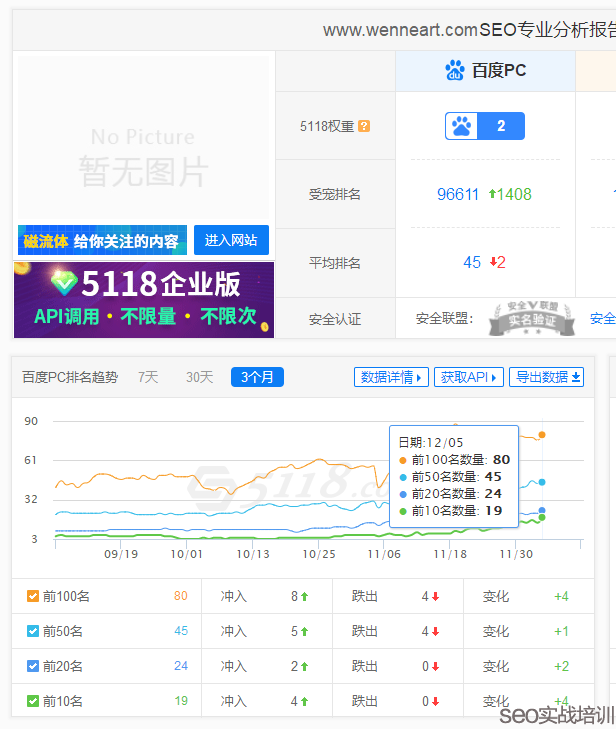 www.wenneart.comSEO专业分析报告
No Picture
暂无图片
磁流体 给你关注的内容 进入网站
5118企业版
API调用·不限量·不限次
百度PC
5118权重 ? du 2
受宠排名 96611 1408
平均排名 45 2
安全认证 安全联盟: 安全V联盟 实名验证 安全
百度PC排名趋势 7天 30天 3个月 数据详情 获取API 导出数据
90
61
32
3
5118.c
日期:12/05
前100名数量: 80
前50名数量: 45
前20名数量: 24
前10名数量: 19
09/19 10/01 10/13 10/25 11/06 11/18 11/30
前100名 80 冲入 8 跌出 4 变化 +4
前50名 45 冲入 5 跌出 4 变化 +1
前20名 24 冲入 2 跌出 0 变化 +2
前10名 19 冲入 4 跌出 0 变化 +4
seo实战培训